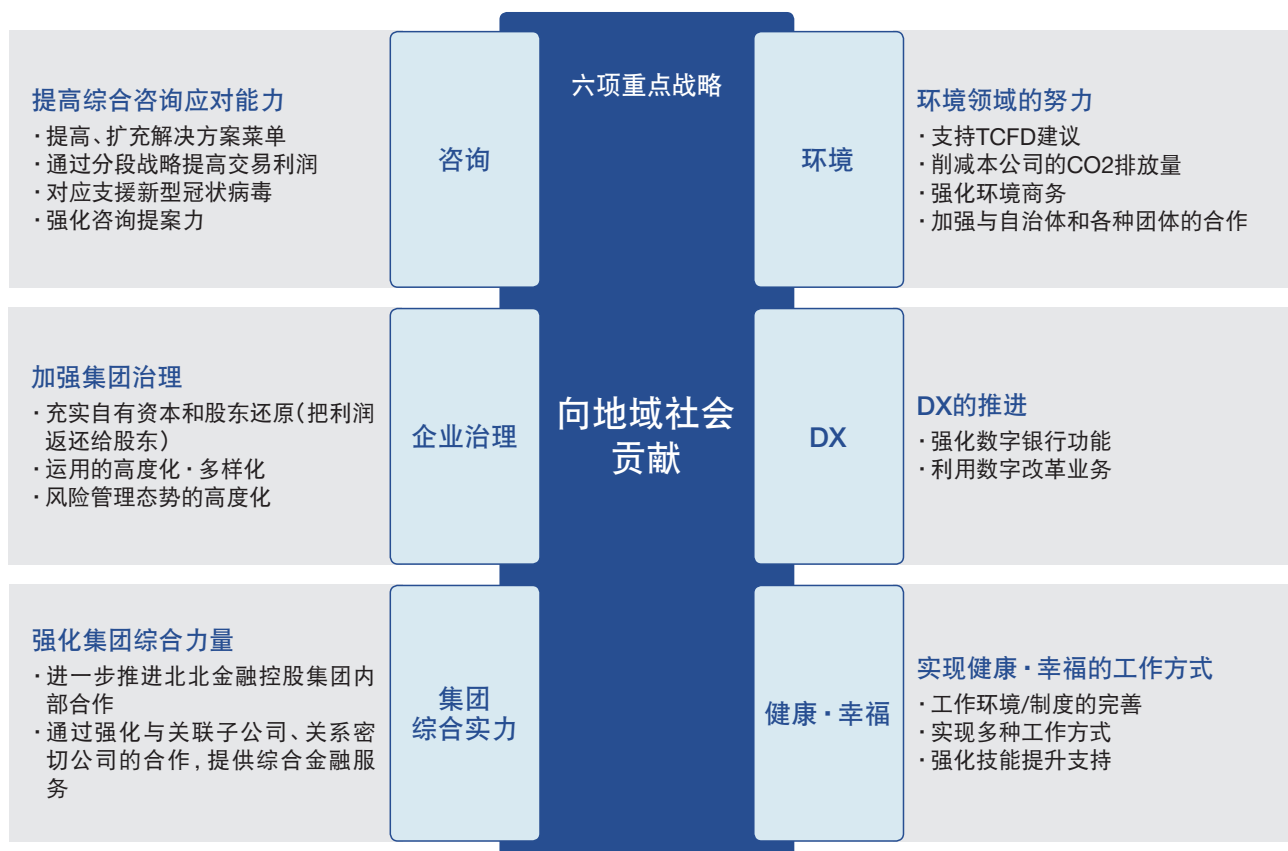 六项重点战略
向地域社会
贡献
提高综合咨询应对能力
·提高、扩充解决方案菜单
·通过分段战略提高交易利润
·对应支援新型冠状病毒
·强化咨询提案力
咨询
环境
环境领域的努力
·支持TCFD建议
·削减本公司的CO2排放量
·强化环境商务
·加强与自治体和各种团体的合作
加强集团治理
·充实自有资本和股东还原(把利润
返还给股东)
·运用的高度化·多样化
·风险管理态势的高度化
企业治理
DX
DX的推进
·强化数字银行功能
·利用数字改革业务
强化集团综合力量
·进一步推进北北金融控股集团内
部合作
·通过强化与关联子公司、关系密
切公司的合作,提供综合金融服
务
集团
综合实力
健康·幸福
实现健康·幸福的工作方式
·工作环境/制度的完善
·实现多种工作方式
·强化技能提升支持